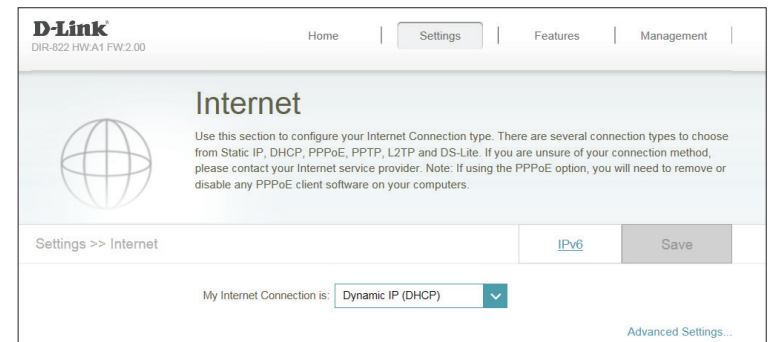 D-Link
DIR-822 HW:A1 FW:2.00
Home | Settings | Features | Management |
Internet
Use this section to configure your Internet Connection type. There are several connection types to choose
from Static IP, DHCP, PPPoE, PPTP, L2TP and DS-Lite. If you are unsure of your connection method,
please contact your Internet service provider. Note: If using the PPPoE option, you will need to remove or
disable any PPPoE client software on your computers.
Settings >> Internet
IPv6
Save
My Internet Connection is: Dynamic IP (DHCP)
Advanced Settings...